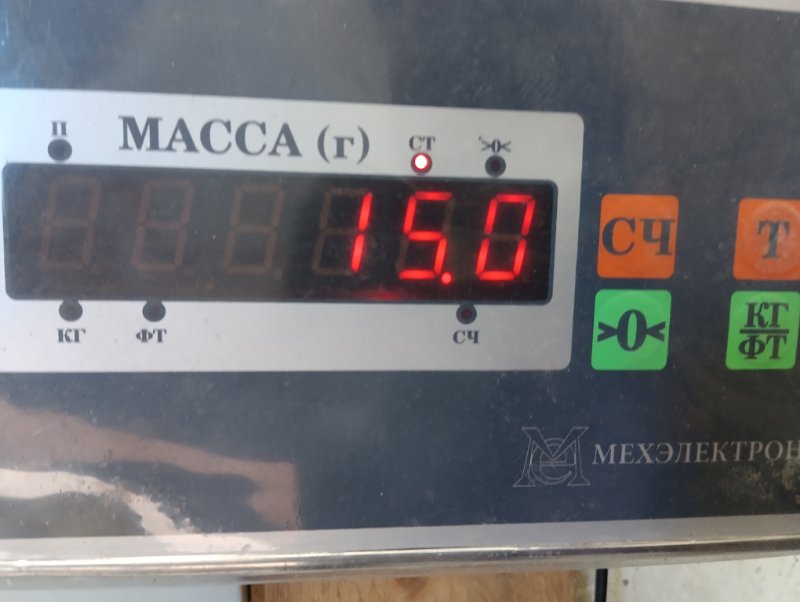 П
МАССА (г)
СТ
>0<
15.0
КГ
ФТ
СЧ
СЧ
Т
>0<
КГ
ФТ
МЕХЭЛЕКТРОН